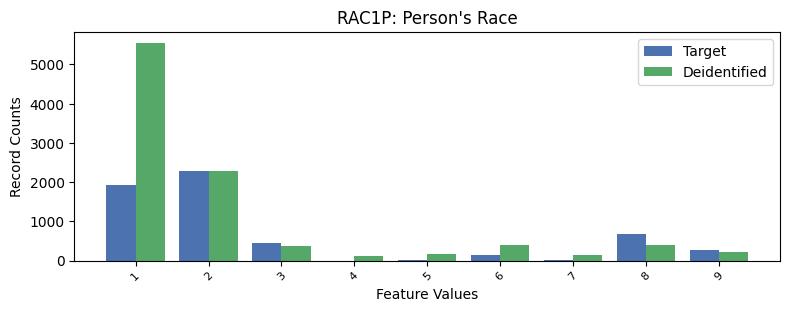 RAC1P: Person's Race
Target
Deidentified
Record Counts
5000
4000
3000
2000
1000
0
1 2 3 4 5 6 7 8 9
Feature Values